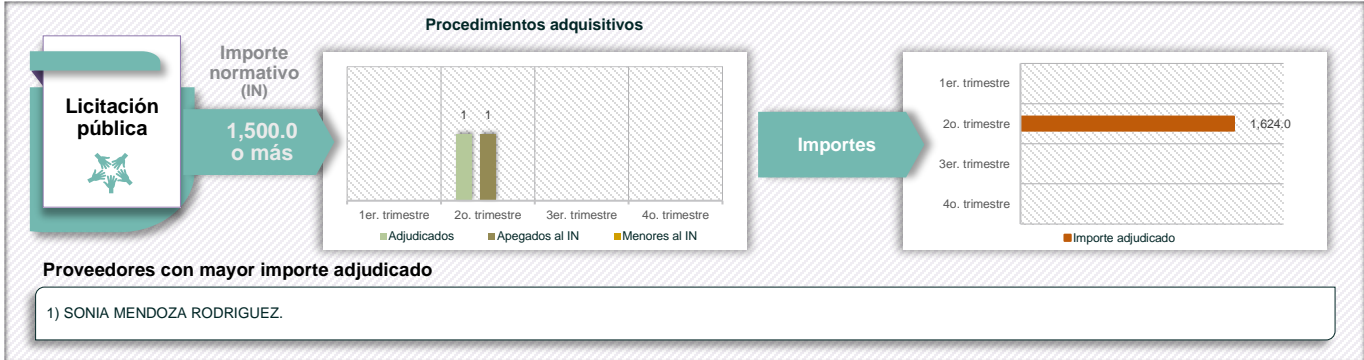 Procedimientos adquisitivos
Licitación
pública
Importe
normativo
(IN)
1,500.0
o más
1
1
1er. trimestre
2o. trimestre
3er. trimestre
4o. trimestre
Adjudicados
Apegados al IN
Menores al IN
Importes
1er. trimestre
2o. trimestre
1,624.0
3er. trimestre
4o. trimestre
Importe adjudicado
Proveedores con mayor importe adjudicado
1) SONIA MENDOZA RODRIGUEZ.